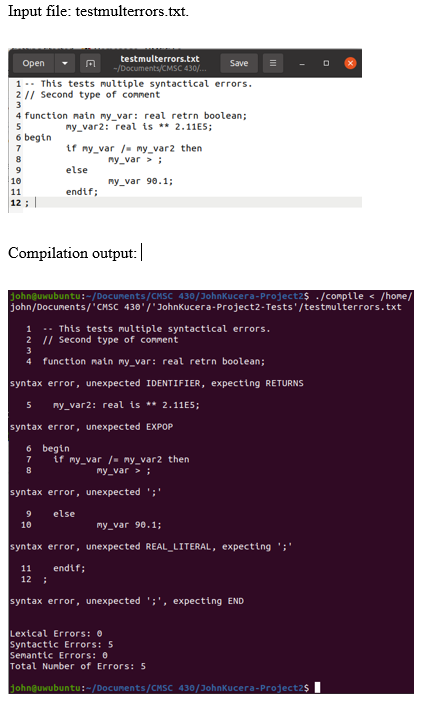 Input file: testmulterrors.txt.
Open
testmulterrors.txt
~/Documents/CMSC 430/...
Save
1 -- This tests multiple syntactical errors.
2 // Second type of comment
3
4 function main my_var: real retrn boolean;
5 my_var2: real is ** 2.11E5;
6 begin
7 if my_var /= my_var2 then
8 my_var > ;
9 else
10 my_var 90.1;
11 endif;
12 ;
Compilation output:
john@uwubuntu:~/Documents/CMSC 430/JohnKucera-Project2$ ./compile < /home/
john/Documents/'CMSC 430'/'JohnKucera-Project2-Tests'/testmulterrors.txt
1 -- This tests multiple syntactical errors.
2 // Second type of comment
3
4 function main my_var: real retrn boolean;
syntax error, unexpected IDENTIFIER, expecting RETURNS
5 my_var2: real is ** 2.11E5;
syntax error, unexpected EXPOP
6 begin
7 if my_var /= my_var2 then
8 my_var > ;
syntax error, unexpected ';'
9 else
10 my_var 90.1;
syntax error, unexpected REAL_LITERAL, expecting ';'
11 endif;
12 ;
syntax error, unexpected ';', expecting END
Lexical Errors: 0
Syntactic Errors: 5
Semantic Errors: 0
Total Number of Errors: 5
john@uwubuntu:~/Documents/CMSC 430/JohnKucera-Project2$